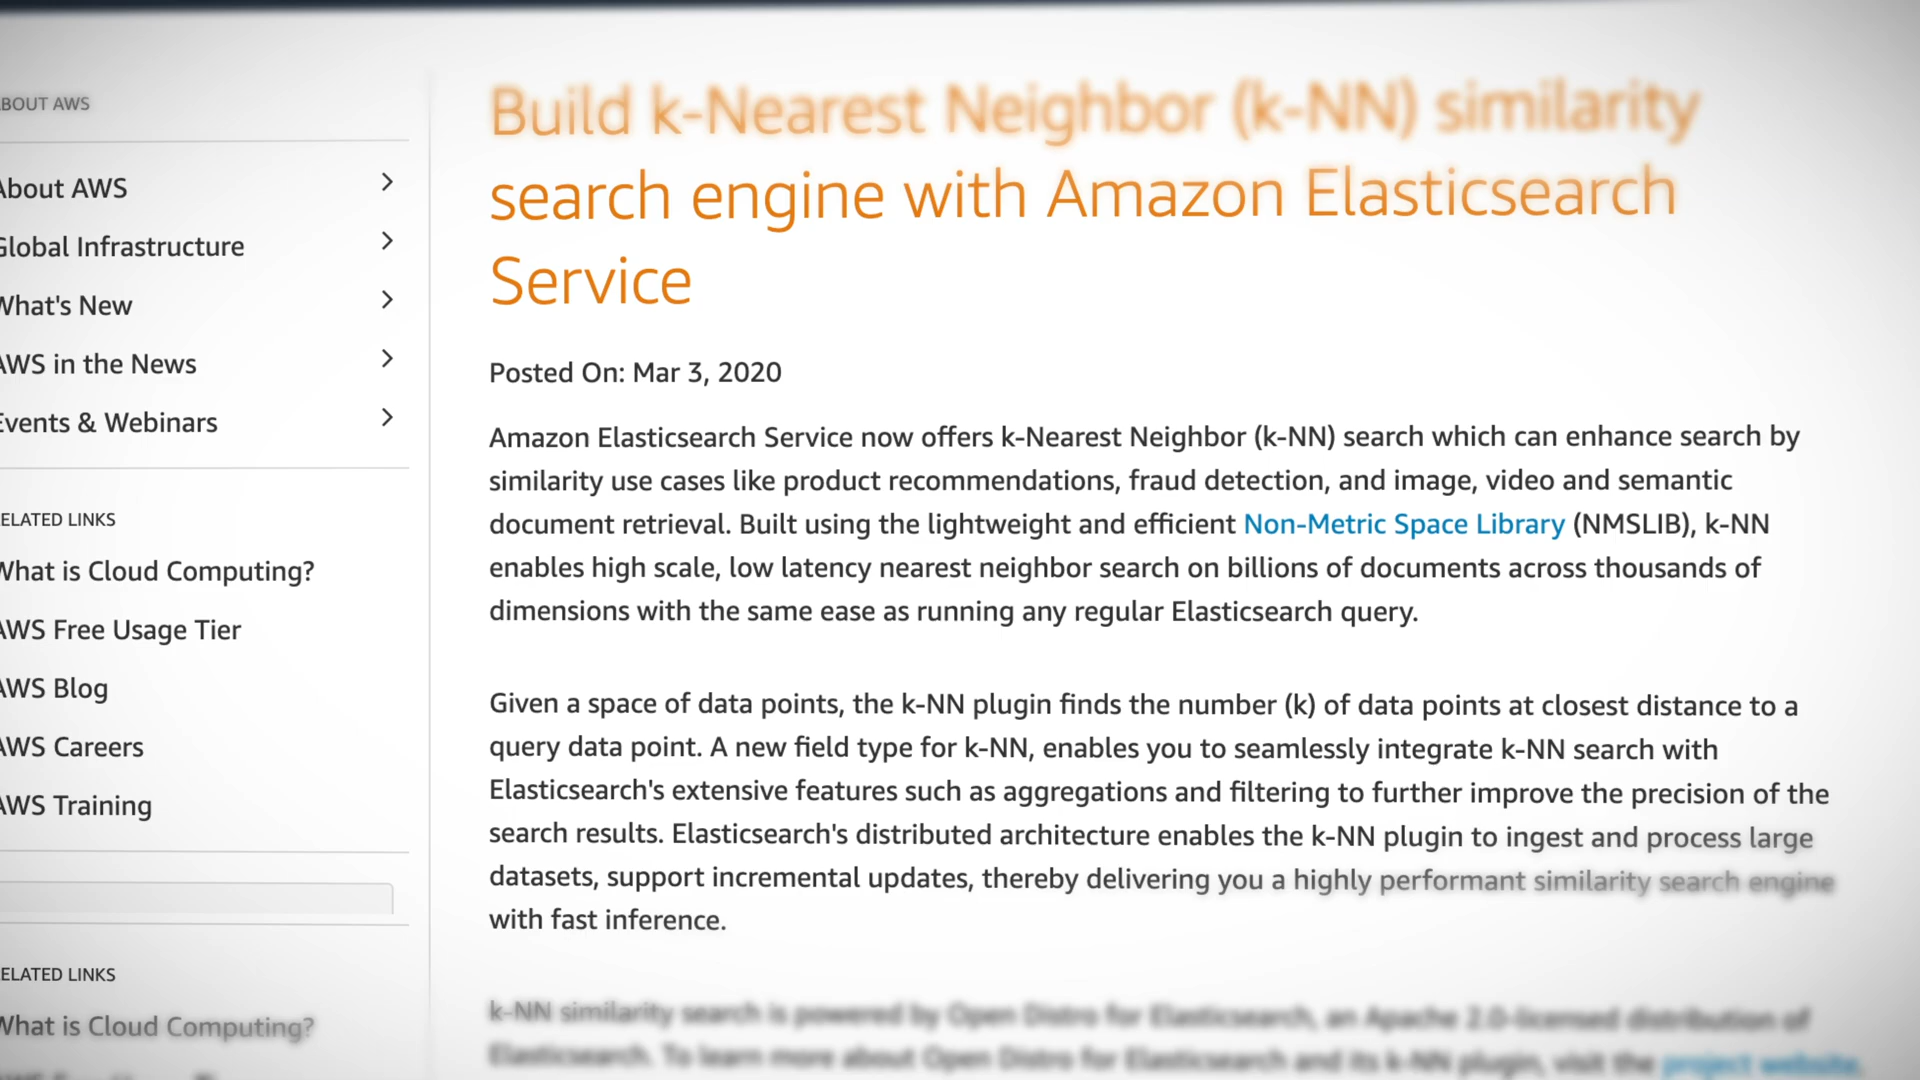 BOUT AWS
About AWS
Global Infrastructure
What's New
AWS in the News
Events & Webinars
ELATED LINKS
What is Cloud Computing?
AWS Free Usage Tier
AWS Blog
AWS Careers
AWS Training
ELATED LINKS
What is Cloud Computing?
Build k-Nearest Neighbor (k-NN) similarity
search engine with Amazon Elasticsearch
Service
Posted On: Mar 3, 2020
Amazon Elasticsearch Service now offers k-Nearest Neighbor (k-NN) search which can enhance search by
similarity use cases like product recommendations, fraud detection, and image, video and semantic
document retrieval. Built using the lightweight and efficient Non-Metric Space Library (NMSLIB), k-NN
enables high scale, low latency nearest neighbor search on billions of documents across thousands of
dimensions with the same ease as running any regular Elasticsearch query.
Given a space of data points, the k-NN plugin finds the number (k) of data points at closest distance to a
query data point. A new field type for k-NN, enables you to seamlessly integrate k-NN search with
Elasticsearch's extensive features such as aggregations and filtering to further improve the precision of the
search results. Elasticsearch's distributed architecture enables the k-NN plugin to ingest and process large
datasets, support incremental updates, thereby delivering you a highly performant similarity search engine
with fast inference.
k-NN similarity search is powered by Open Distro for Elasticsearch, an Apache 2.0-licensed distribution of
Elasticsearch. To learn more about Open Distro for Elasticsearch and its k-NN plugin, visit the project website.